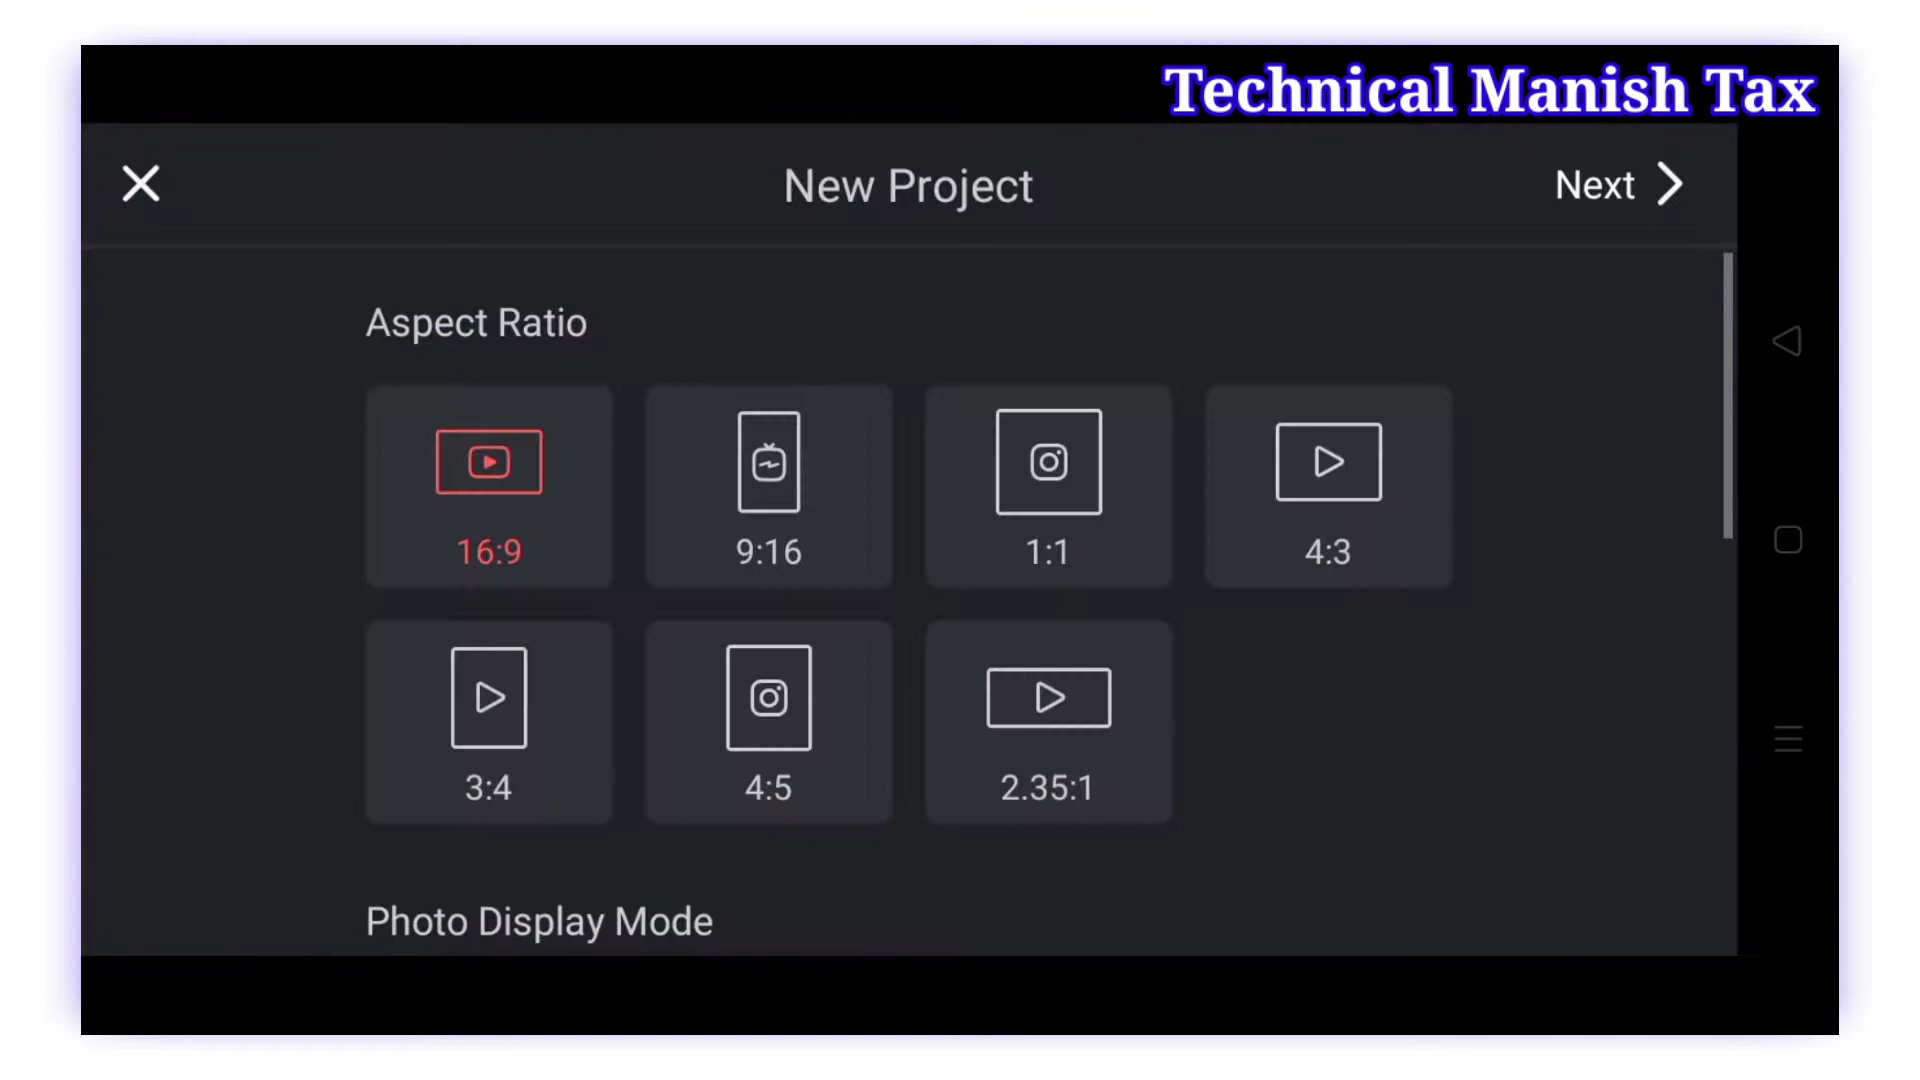 Technical Manish Tax
New Project
Next
Aspect Ratio
16:9
9:16
1:1
4:3
3:4
4:5
2.35:1
Photo Display Mode